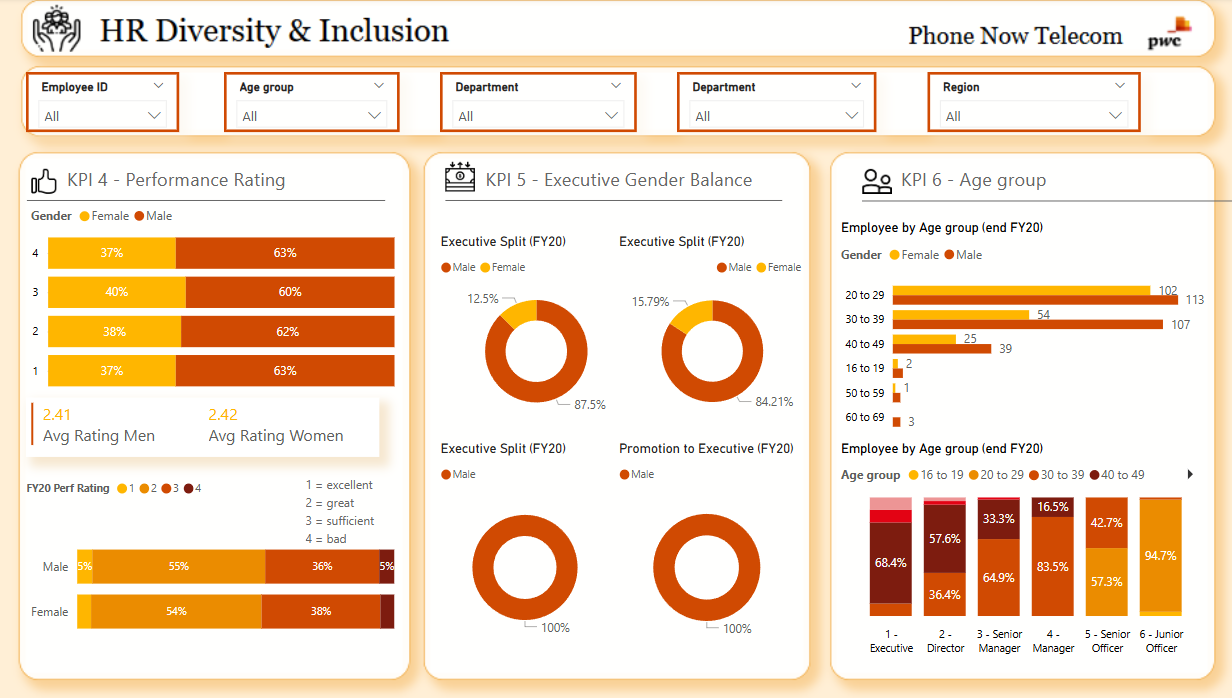 HR Diversity & Inclusion
Phone Now Telecom
pwc
Employee ID
All
Age group
All
Department
All
Department
All
Region
All
KPI 4 - Performance Rating
Gender Female Male
4 37% 63%
3 40% 60%
2 38% 62%
1 37% 63%
2.41
Avg Rating Men
2.42
Avg Rating Women
FY20 Perf Rating 1 2 3 4
1 = excellent
2 = great
3 = sufficient
4 = bad
Male 5% 55% 36% 5%
Female 54% 38%
KPI 5 - Executive Gender Balance
Executive Split (FY20)
Male Female
12.5%
87.5%
Executive Split (FY20)
Male Female
15.79%
84.21%
Executive Split (FY20)
Male
100%
Promotion to Executive (FY20)
Male
100%
KPI 6 - Age group
Employee by Age group (end FY20)
Gender Female Male
20 to 29 102 113
30 to 39 54 107
40 to 49 25 39
16 to 19 2
50 to 59 1
60 to 69 3
Employee by Age group (end FY20)
Age group 16 to 19 20 to 29 30 to 39 40 to 49
68.4%
57.6%
36.4%
33.3%
64.9%
16.5%
83.5%
42.7%
57.3%
94.7%
1 -
Executive
2 -
Director
3 - Senior
Manager
4 -
Manager
5 - Senior
Officer
6 - Junior
Officer